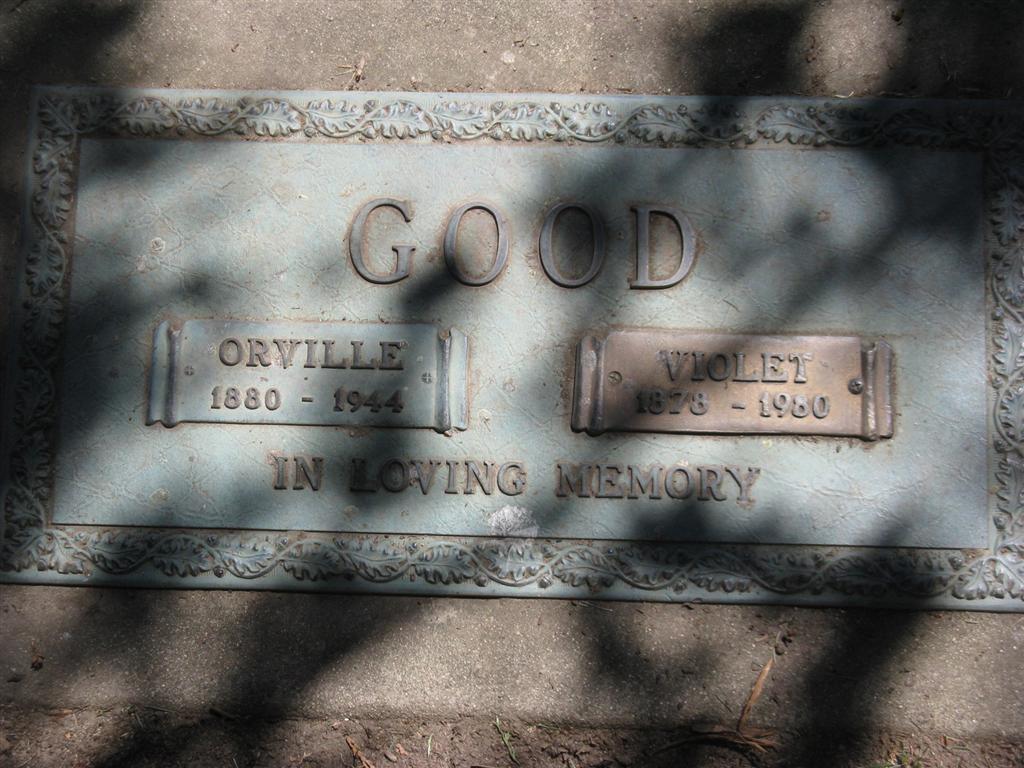 GOOD
ORVILLE
1880 - 1944
VIOLET
1878 - 1980
IN LOVING MEMORY